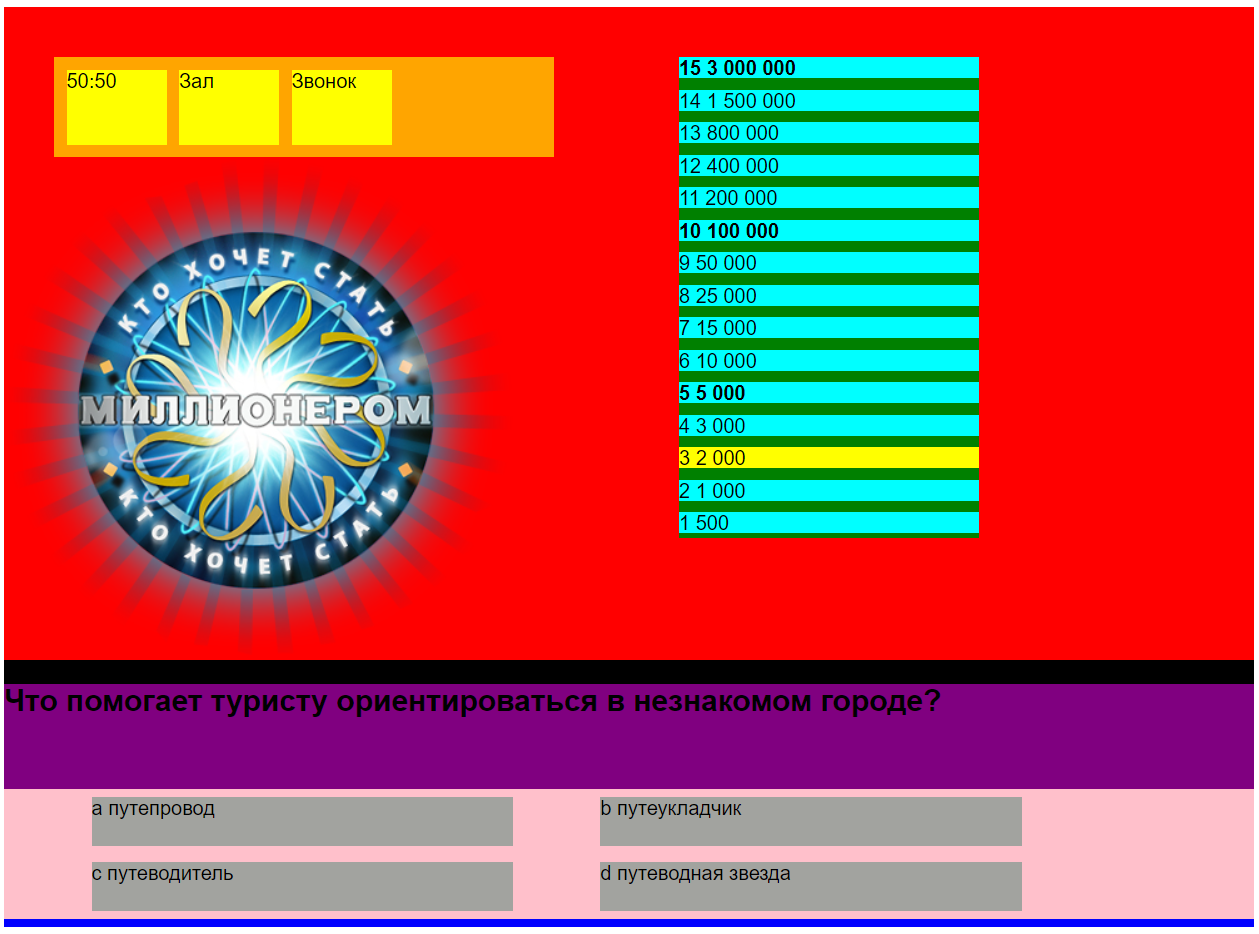 50:50
Зал
Звонок
15 3 000 000
14 1 500 000
13 800 000
12 400 000
11 200 000
10 100 000
9 50 000
8 25 000
7 15 000
6 10 000
5 5 000
4 3 000
3 2 000
2 1 000
1 500
КТО ХОЧЕТ СТАТЬ
МИЛЛИОНЕРОМ
КТО ХОЧЕТ СТАТЬ
Что помогает туристу ориентироваться в незнакомом городе?
a путепровод
b путеукладчик
c путеводитель
d путеводная звезда